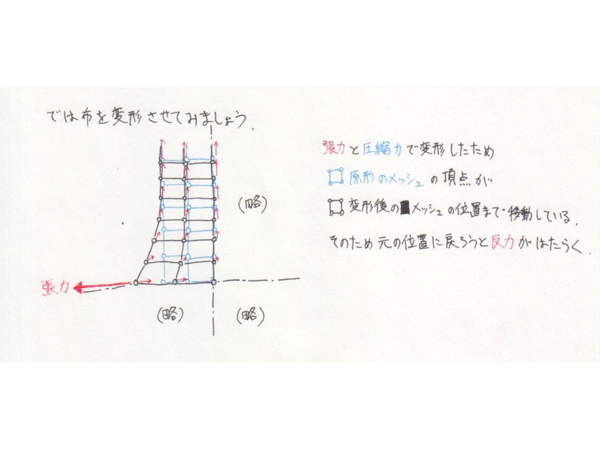 では布を変形させてみましょう.
張力と圧縮力で変形したため
原形のメッシュの頂点が
変形後のメッシュの位置まで移動している.
そのため元の位置に戻ろうと反力がはたらく.
(略)
張力
(略)
(略)